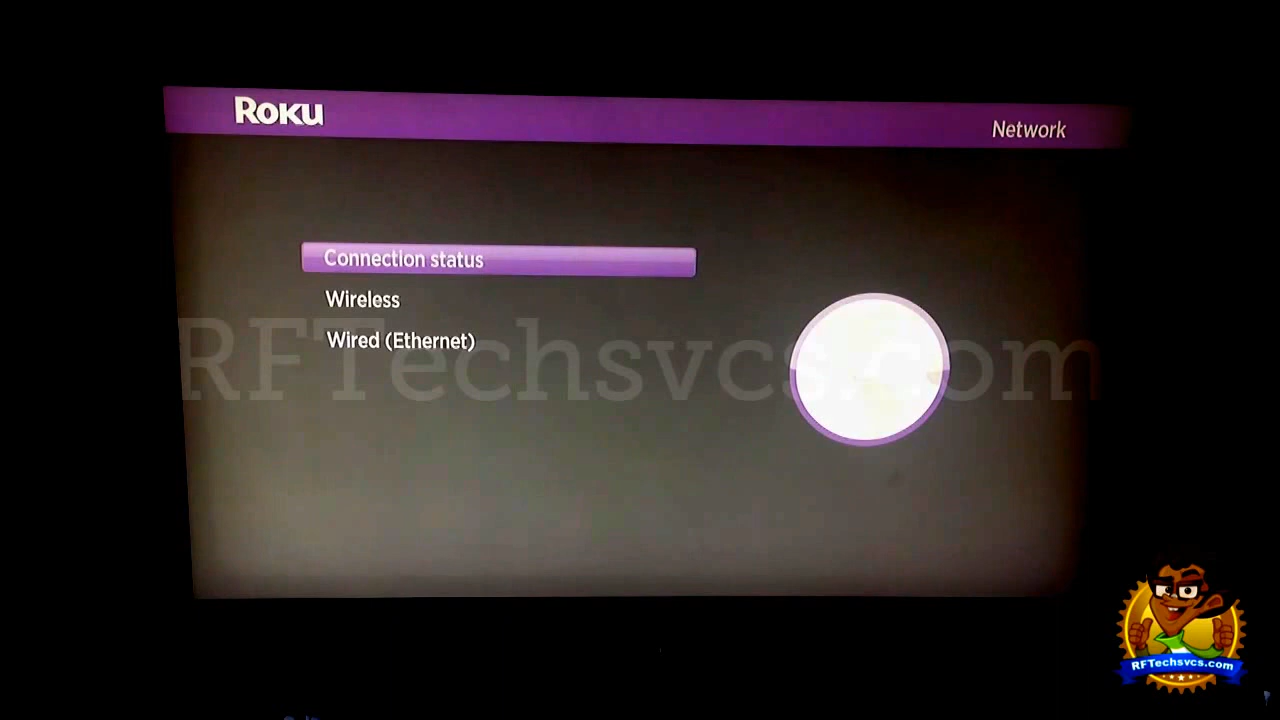 Roku
Network
Connection status
Wireless
Wired (Ethernet)
RFTechsvcs.com
RFTechsvcs.com